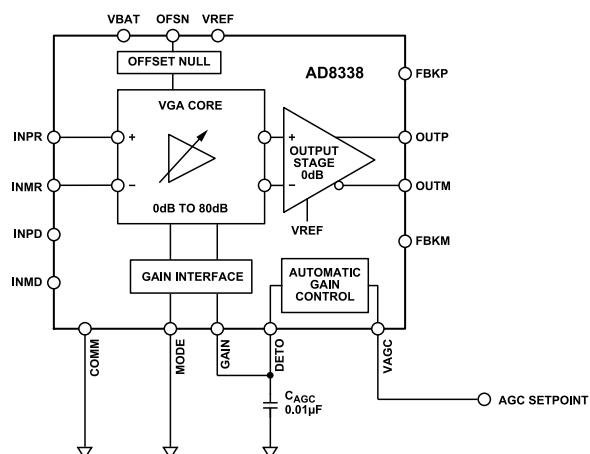 VBAT OFSN VREF
OFFSET NULL
AD8338
FBKP
VGA CORE
INPR
+
+
OUTPUT
STAGE
0dB
OUTP
INMR
−
−
OUTM
0dB TO 80dB
VREF
INPD
FBKM
GAIN INTERFACE
AUTOMATIC
GAIN
CONTROL
INMD
COMM
MODE
GAIN
DETO
VAGC
CAGC
0.01µF
AGC SETPOINT